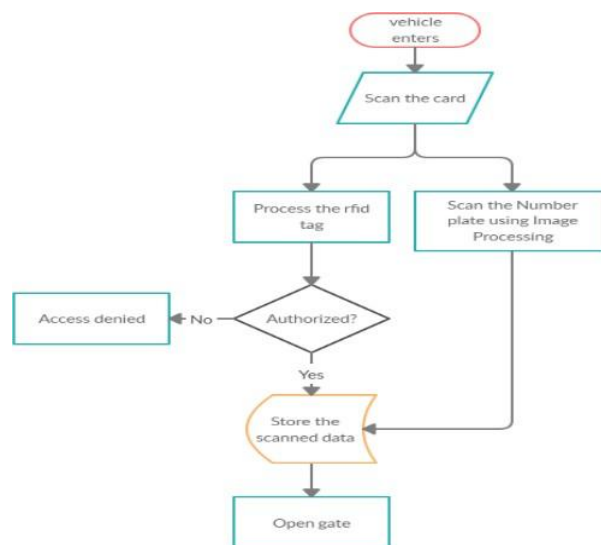 vehicle
enters
Scan the card
Process the rfid
tag
Scan the Number
plate using Image
Processing
Access denied
No
Authorized?
Yes
Store the
scanned data
Open gate